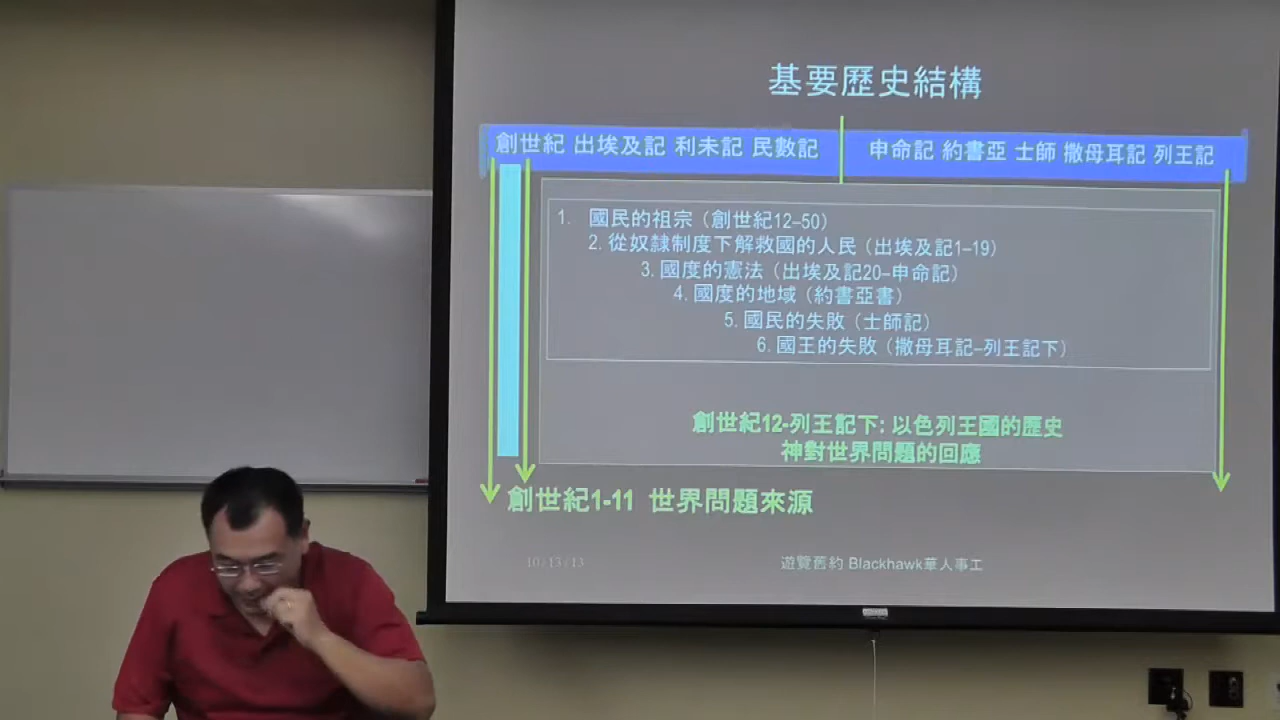 基要歷史結構
創世紀 出埃及記 利未記 民數記 申命記 約書亞 士師 撒母耳記 列王記
1. 國民的祖宗（創世紀12–50）
2. 從奴隸制度下解救國的人民（出埃及記1–19）
3. 國度的憲法（出埃及記20–申命記）
4. 國度的地域（約書亞書）
5. 國民的失敗（士師記）
6. 國王的失敗（撒母耳記–列王記下）
創世紀12-列王記下: 以色列王國的歷史
神對世界問題的回應
創世紀1-11 世界問題來源
10/13/13 遊覽舊約 Blackhawk華人事工